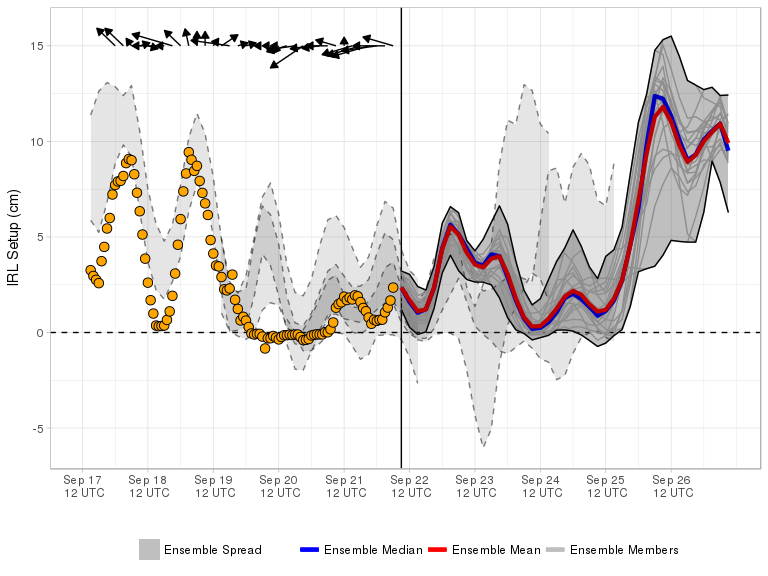 15
10
5
0
-5
IRL Setup (cm)
Sep 17 Sep 18 Sep 19 Sep 20 Sep 21 Sep 22 Sep 23 Sep 24 Sep 25 Sep 26
12 UTC 12 UTC 12 UTC 12 UTC 12 UTC 12 UTC 12 UTC 12 UTC 12 UTC 12 UTC
Ensemble Spread Ensemble Median Ensemble Mean Ensemble Members